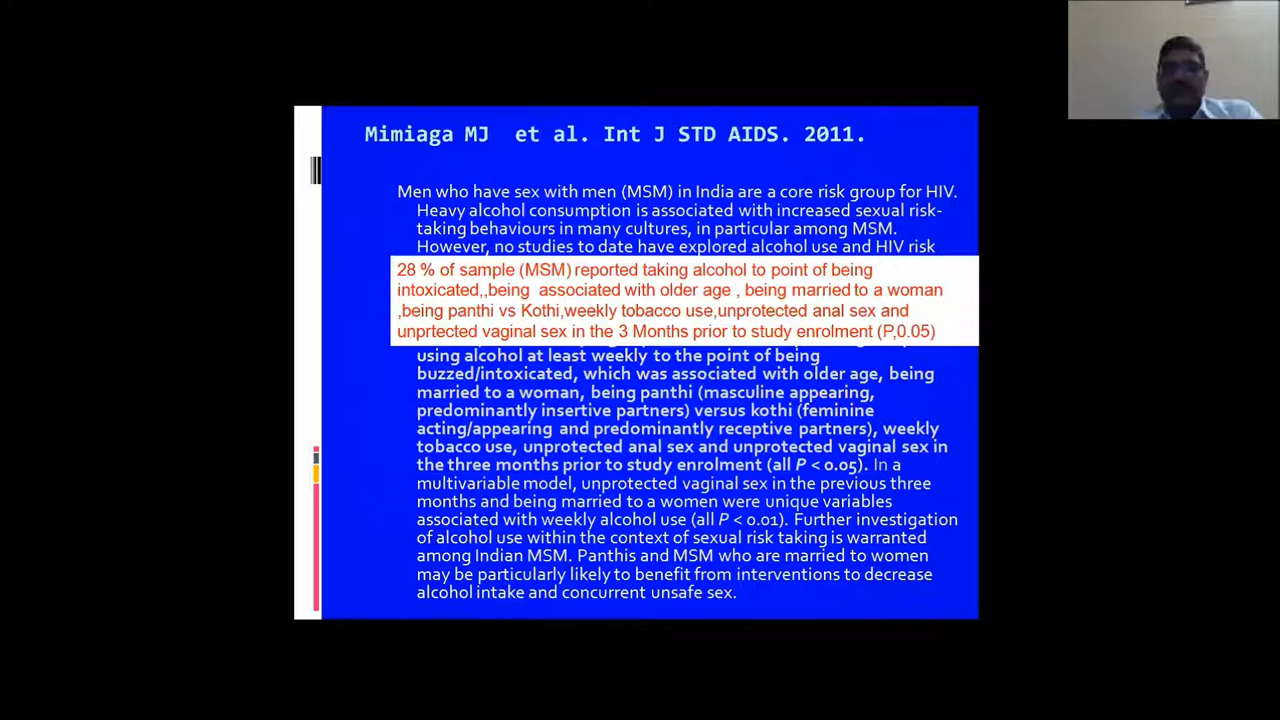 Mimiaga MJ et al. Int J STD AIDS. 2011.
Men who have sex with men (MSM) in India are a core risk group for HIV.
Heavy alcohol consumption is associated with increased sexual risk-
taking behaviours in many cultures, in particular among MSM.
However, no studies to date have explored alcohol use and HIV risk
28 % of sample (MSM) reported taking alcohol to point of being
intoxicated,,being associated with older age , being married to a woman
,being panthi vs Kothi,weekly tobacco use,unprotected anal sex and
unprtected vaginal sex in the 3 Months prior to study enrolment (P,0.05)
using alcohol at least weekly to the point of being
buzzed/intoxicated, which was associated with older age, being
married to a woman, being panthi (masculine appearing,
predominantly insertive partners) versus kothi (feminine
acting/appearing and predominantly receptive partners), weekly
tobacco use, unprotected anal sex and unprotected vaginal sex in
the three months prior to study enrolment (all P < 0.05). In a
multivariable model, unprotected vaginal sex in the previous three
months and being married to a women were unique variables
associated with weekly alcohol use (all P < 0.01). Further investigation
of alcohol use within the context of sexual risk taking is warranted
among Indian MSM. Panthis and MSM who are married to women
may be particularly likely to benefit from interventions to decrease
alcohol intake and concurrent unsafe sex.